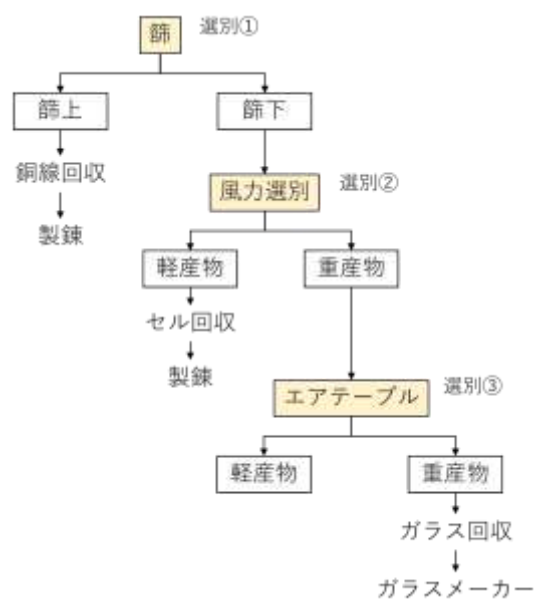 篩 選別①
篩上 篩下
銅線回収
風力選別 選別②
製錬
軽産物 重産物
セル回収
製錬
エアテーブル 選別③
軽産物 重産物
ガラス回収
ガラスメーカー